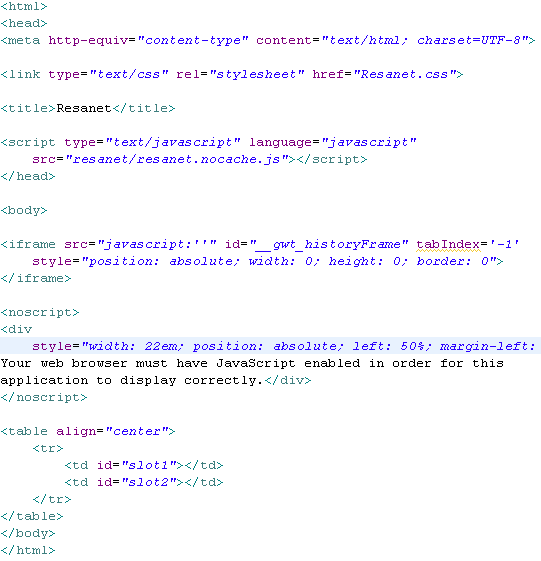 <html>
<head>
<meta http-equiv="content-type" content="text/html; charset=UTF-8">
<link type="text/css" rel="stylesheet" href="Resanet.css">
<title>Resanet</title>
<script type="text/javascript" language="javascript"
src="resanet/resanet.nocache.js"></script>
</head>
<body>
<iframe src="javascript:''" id="__gwt_historyFrame" tabIndex='-1'
style="position: absolute; width: 0; height: 0; border: 0">
</iframe>
<noscript>
<div
style="width: 22em; position: absolute; left: 50%; margin-left:
Your web browser must have JavaScript enabled in order for this
application to display correctly.</div>
</noscript>
<table align="center">
<tr>
<td id="slot1"></td>
<td id="slot2"></td>
</tr>
</table>
</body>
</html>